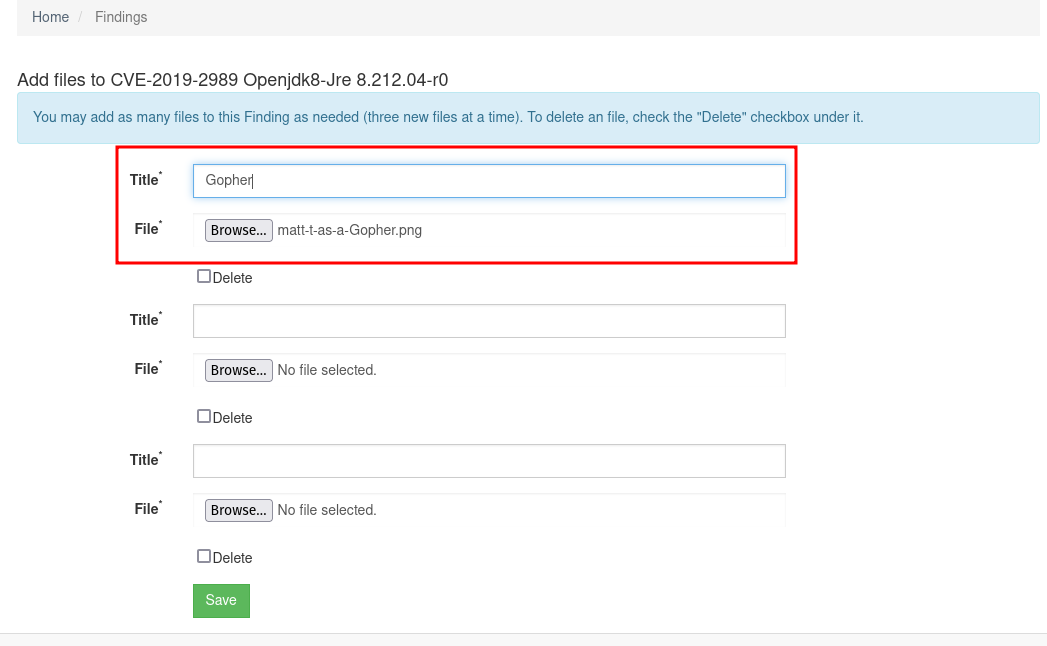 Home / Findings
Add files to CVE-2019-2989 Openjdk8-Jre 8.212.04-r0
You may add as many files to this Finding as needed (three new files at a time). To delete an file, check the "Delete" checkbox under it.
Title* Gopher
File* Browse... matt-t-as-a-Gopher.png
Delete
Title*
File* Browse... No file selected.
Delete
Title*
File* Browse... No file selected.
Delete
Save